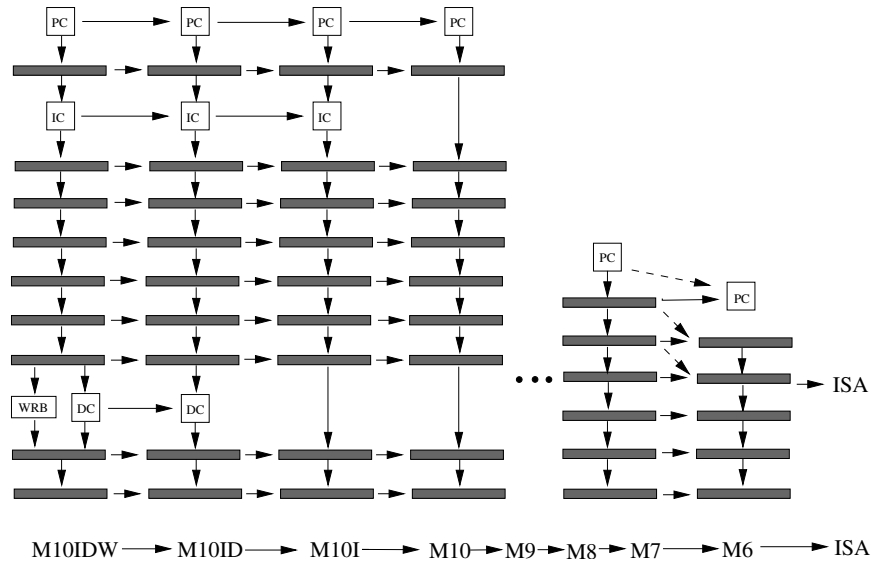 PC PC PC PC
IC IC IC
PC
PC
ISA
WRB DC DC
M10IDW M10ID M10I M10 M9 M8 M7 M6 ISA